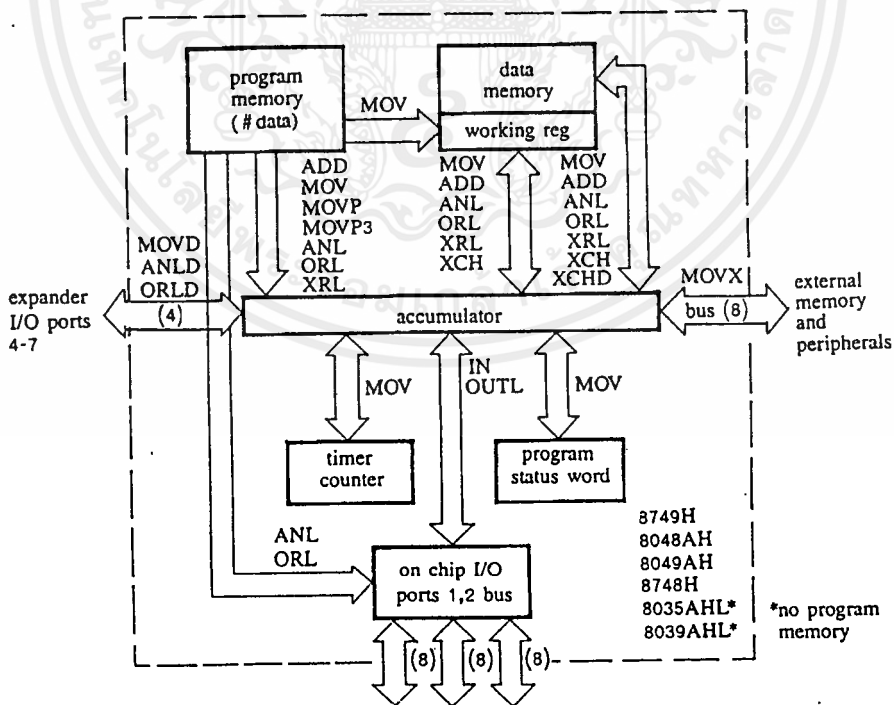 program
memory
(#data)
MOV
data
memory
working reg
ADD
MOV
MOVP
MOVP3
ANL
ORL
XRL
MOV
ADD
ANL
ORL
XRL
XCH
MOV
ADD
ANL
ORL
XRL
XCH
XCHD
MOVD
ANLD
ORLD
(4)
expander
I/O ports
4-7
accumulator
MOVX
bus (8)
external
memory
and
peripherals
MOV
IN
OUTL
MOV
timer
counter
program
status word
ANL
ORL
on chip I/O
ports 1,2 bus
(8)
(8)
(8)
8749H
8048AH
8049AH
8748H
8035AHL*
8039AHL*
*no program
memory